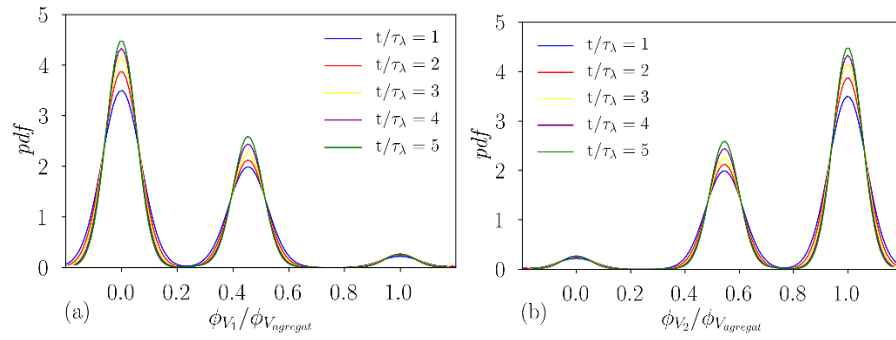 5
4
3
2
1
0
pdf
t/τλ = 1
t/τλ = 2
t/τλ = 3
t/τλ = 4
t/τλ = 5
0.0 0.2 0.4 0.6 0.8 1.0
(a)
ϕV1/ϕVagregat
5
4
3
2
1
0
pdf
t/τλ = 1
t/τλ = 2
t/τλ = 3
t/τλ = 4
t/τλ = 5
0.0 0.2 0.4 0.6 0.8 1.0
(b)
ϕV2/ϕVagregat